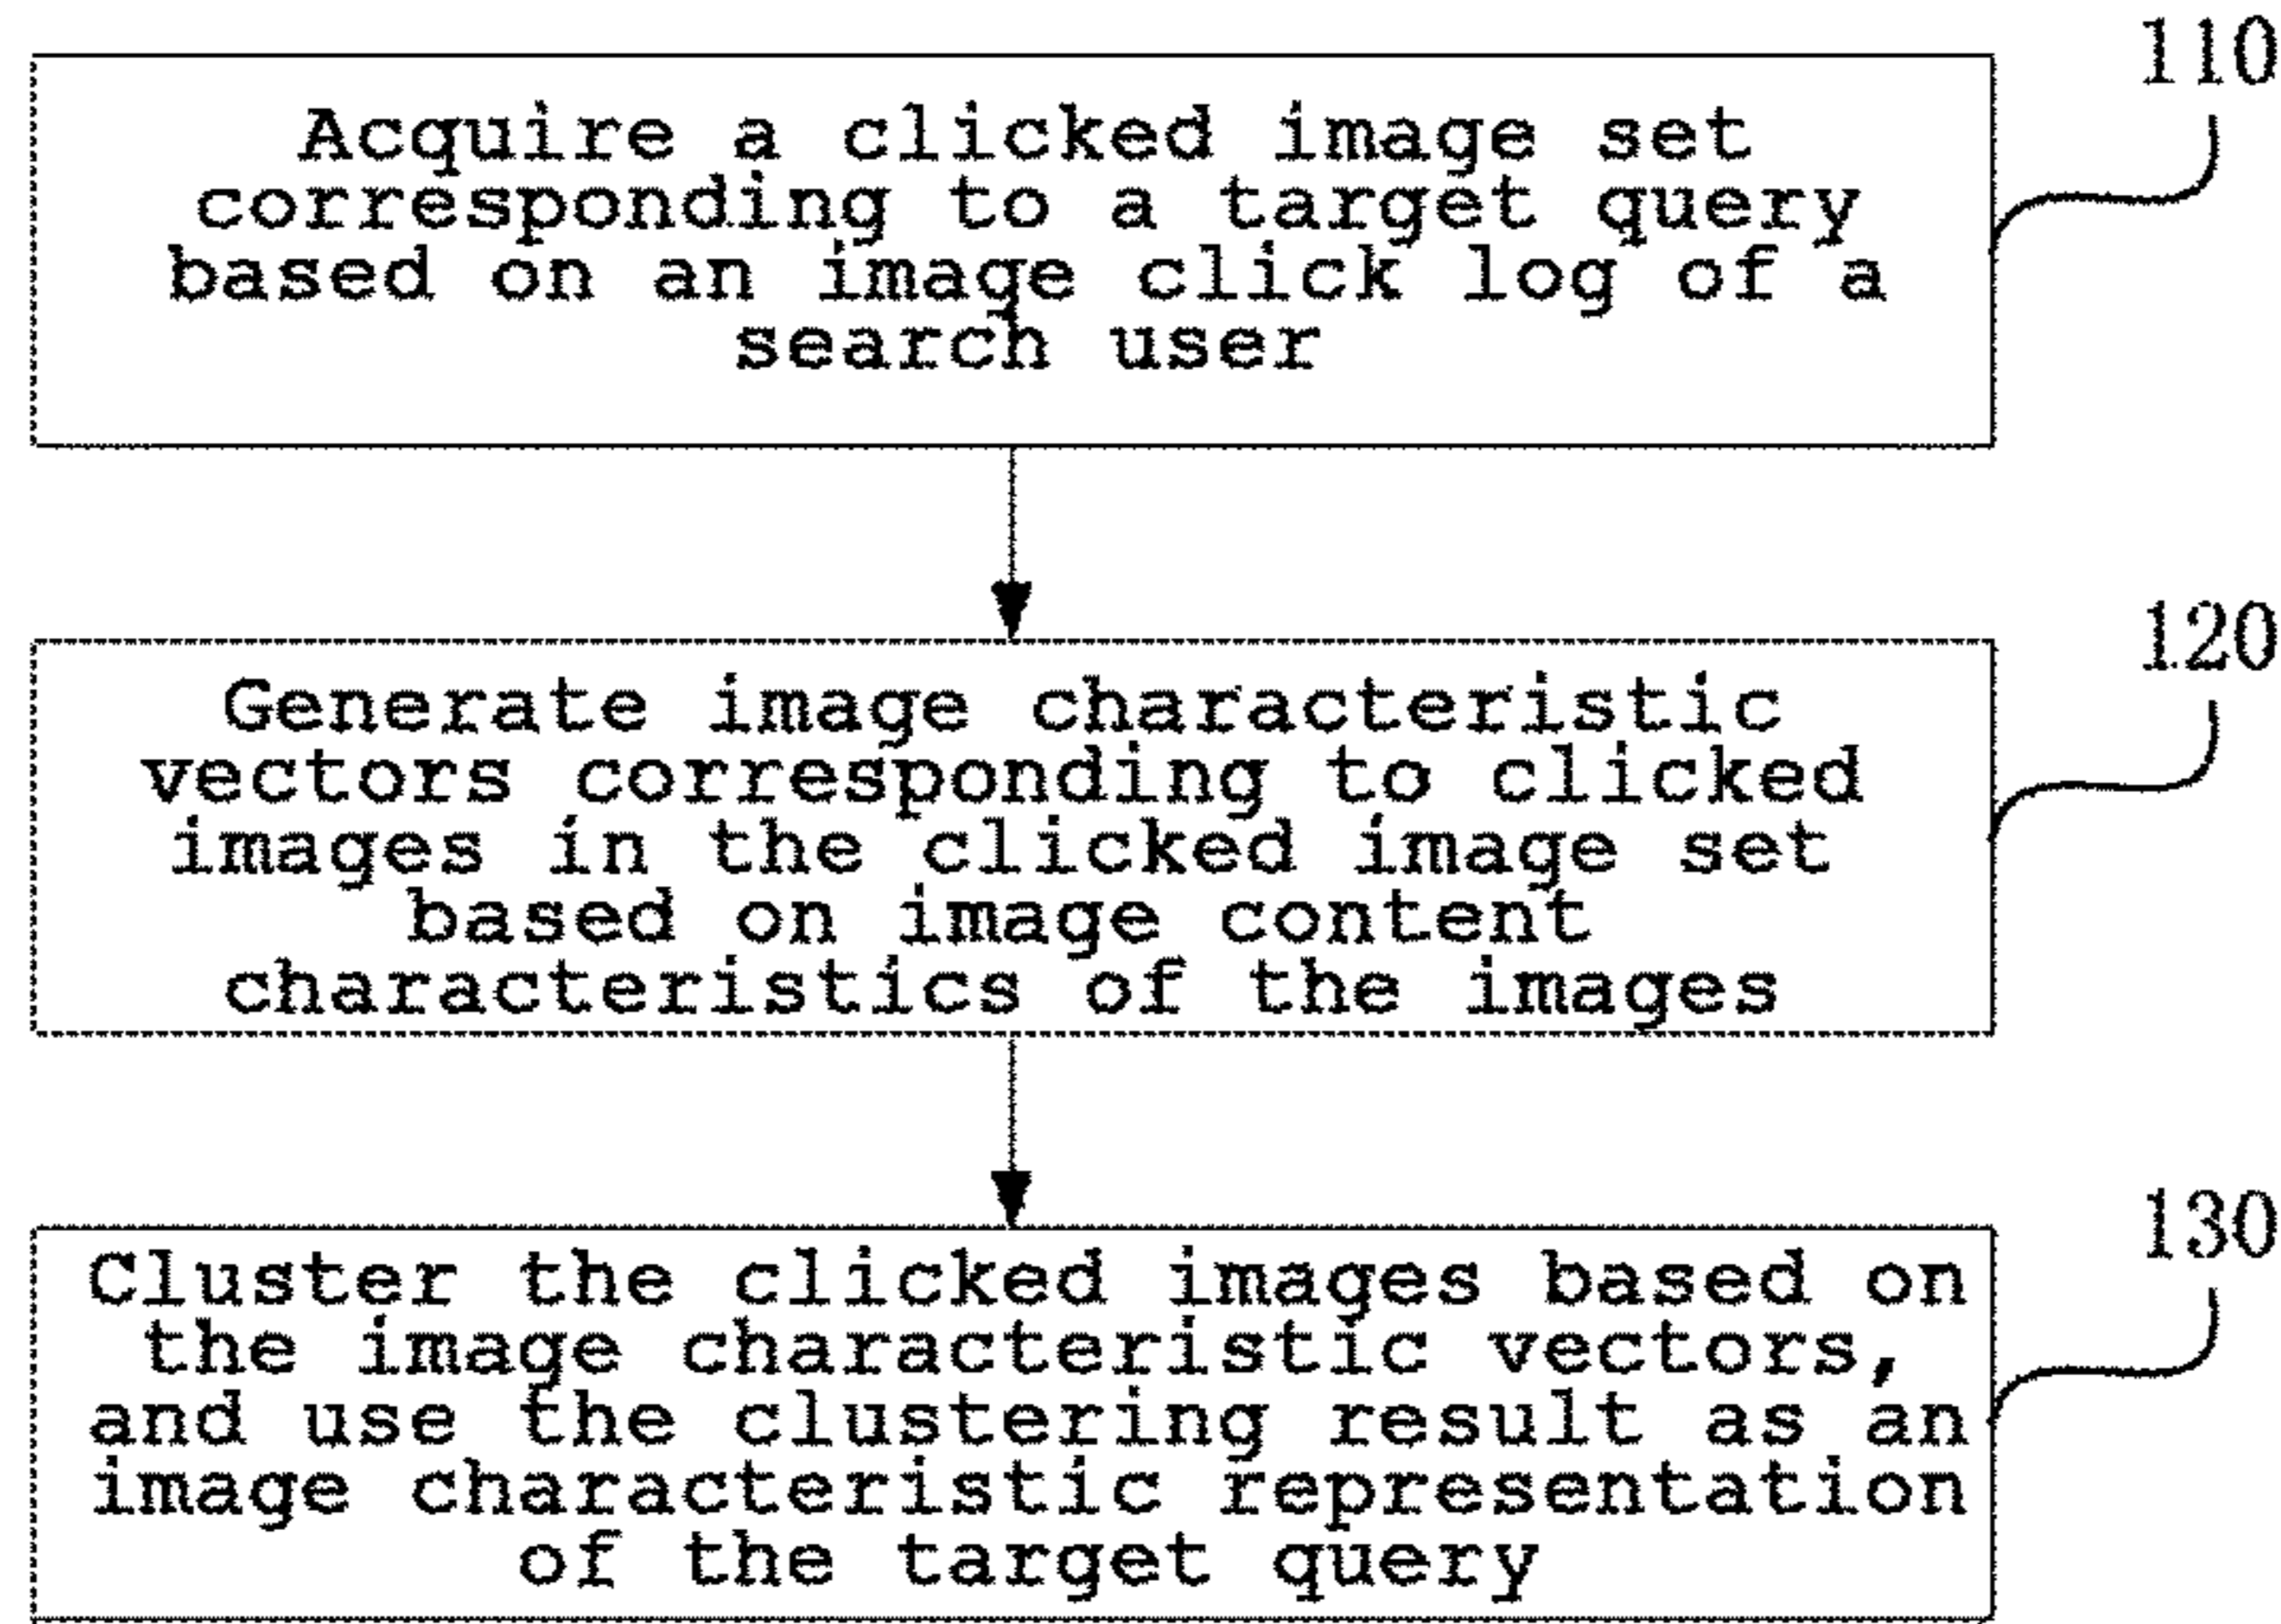 110
Acquire a clicked image set
corresponding to a target query
based on an image click log of a
search user
120
Generate image characteristic
vectors corresponding to clicked
images in the clicked image set
based on image content
characteristics of the images
130
Cluster the clicked images based on
the image characteristic vectors,
and use the clustering result as an
image characteristic representation
of the target query